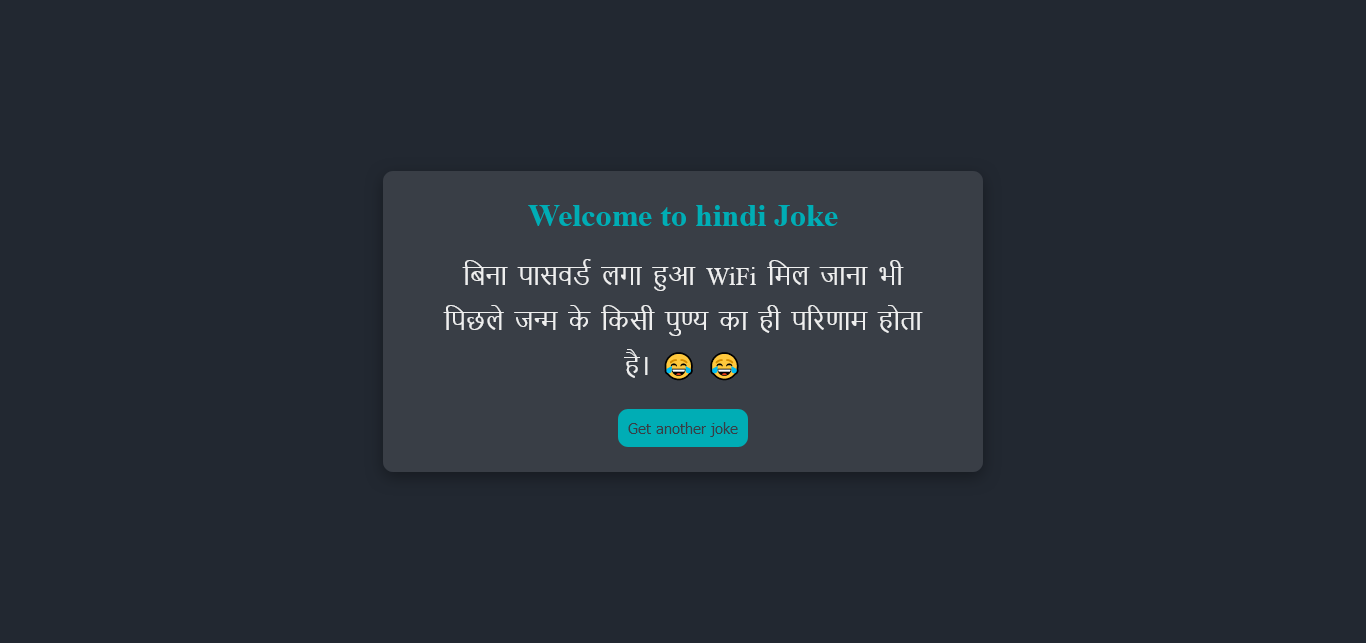 Welcome to hindi Joke
बिना पासवर्ड लगा हुआ WiFi मिल जाना भी
पिछले जन्म के किसी पुण्य का ही परिणाम होता
है। 😂 😂
Get another joke